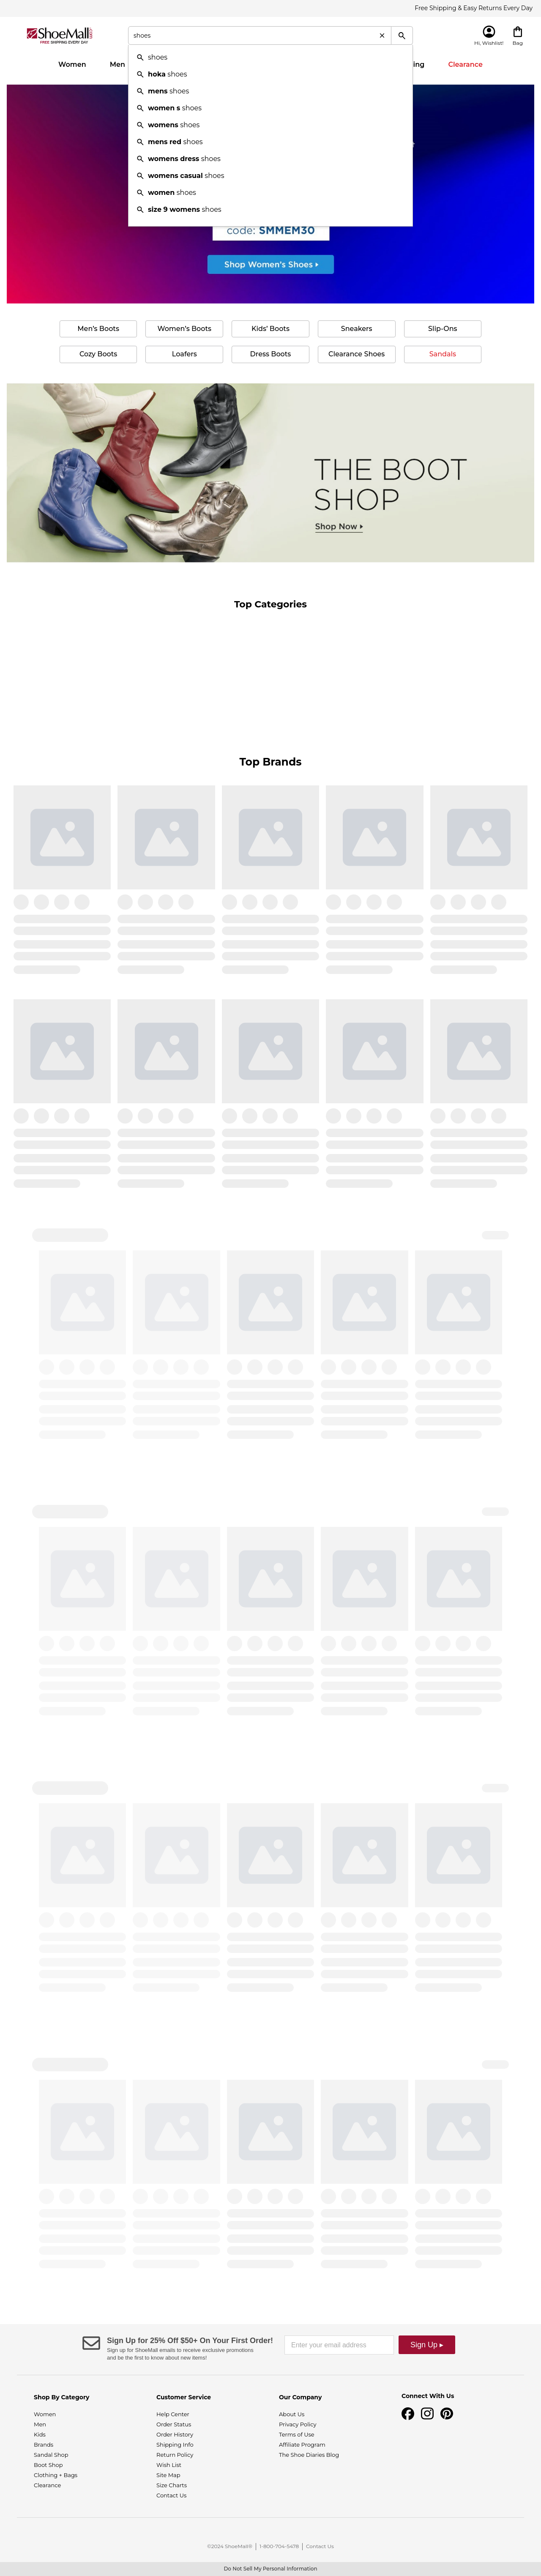 Free Shipping & Easy Returns Every Day
ShoeMall
FREE SHIPPING EVERY DAY
shoes
Hi, Wishlist!
Bag
Women
Men
Clearance
shoes
hoka shoes
mens shoes
women s shoes
womens shoes
mens red shoes
womens dress shoes
womens casual shoes
women shoes
size 9 womens shoes
code: SMMEM30
Shop Women's Shoes
Men's Boots
Women's Boots
Kids' Boots
Sneakers
Slip-Ons
Cozy Boots
Loafers
Dress Boots
Clearance Shoes
Sandals
THE BOOT
SHOP
Shop Now
Top Categories
Top Brands
Sign Up for 25% Off $50+ On Your First Order!
Sign up for ShoeMall emails to receive exclusive promotions
and be the first to know about new items!
Enter your email address
Sign Up ▸
Shop By Category
Women
Men
Kids
Brands
Sandal Shop
Boot Shop
Clothing + Bags
Clearance
Customer Service
Help Center
Order Status
Order History
Shipping Info
Return Policy
Wish List
Site Map
Size Charts
Contact Us
Our Company
About Us
Privacy Policy
Terms of Use
Affiliate Program
The Shoe Diaries Blog
Connect With Us
©2024 ShoeMall® | 1-800-704-5478 | Contact Us
Do Not Sell My Personal Information